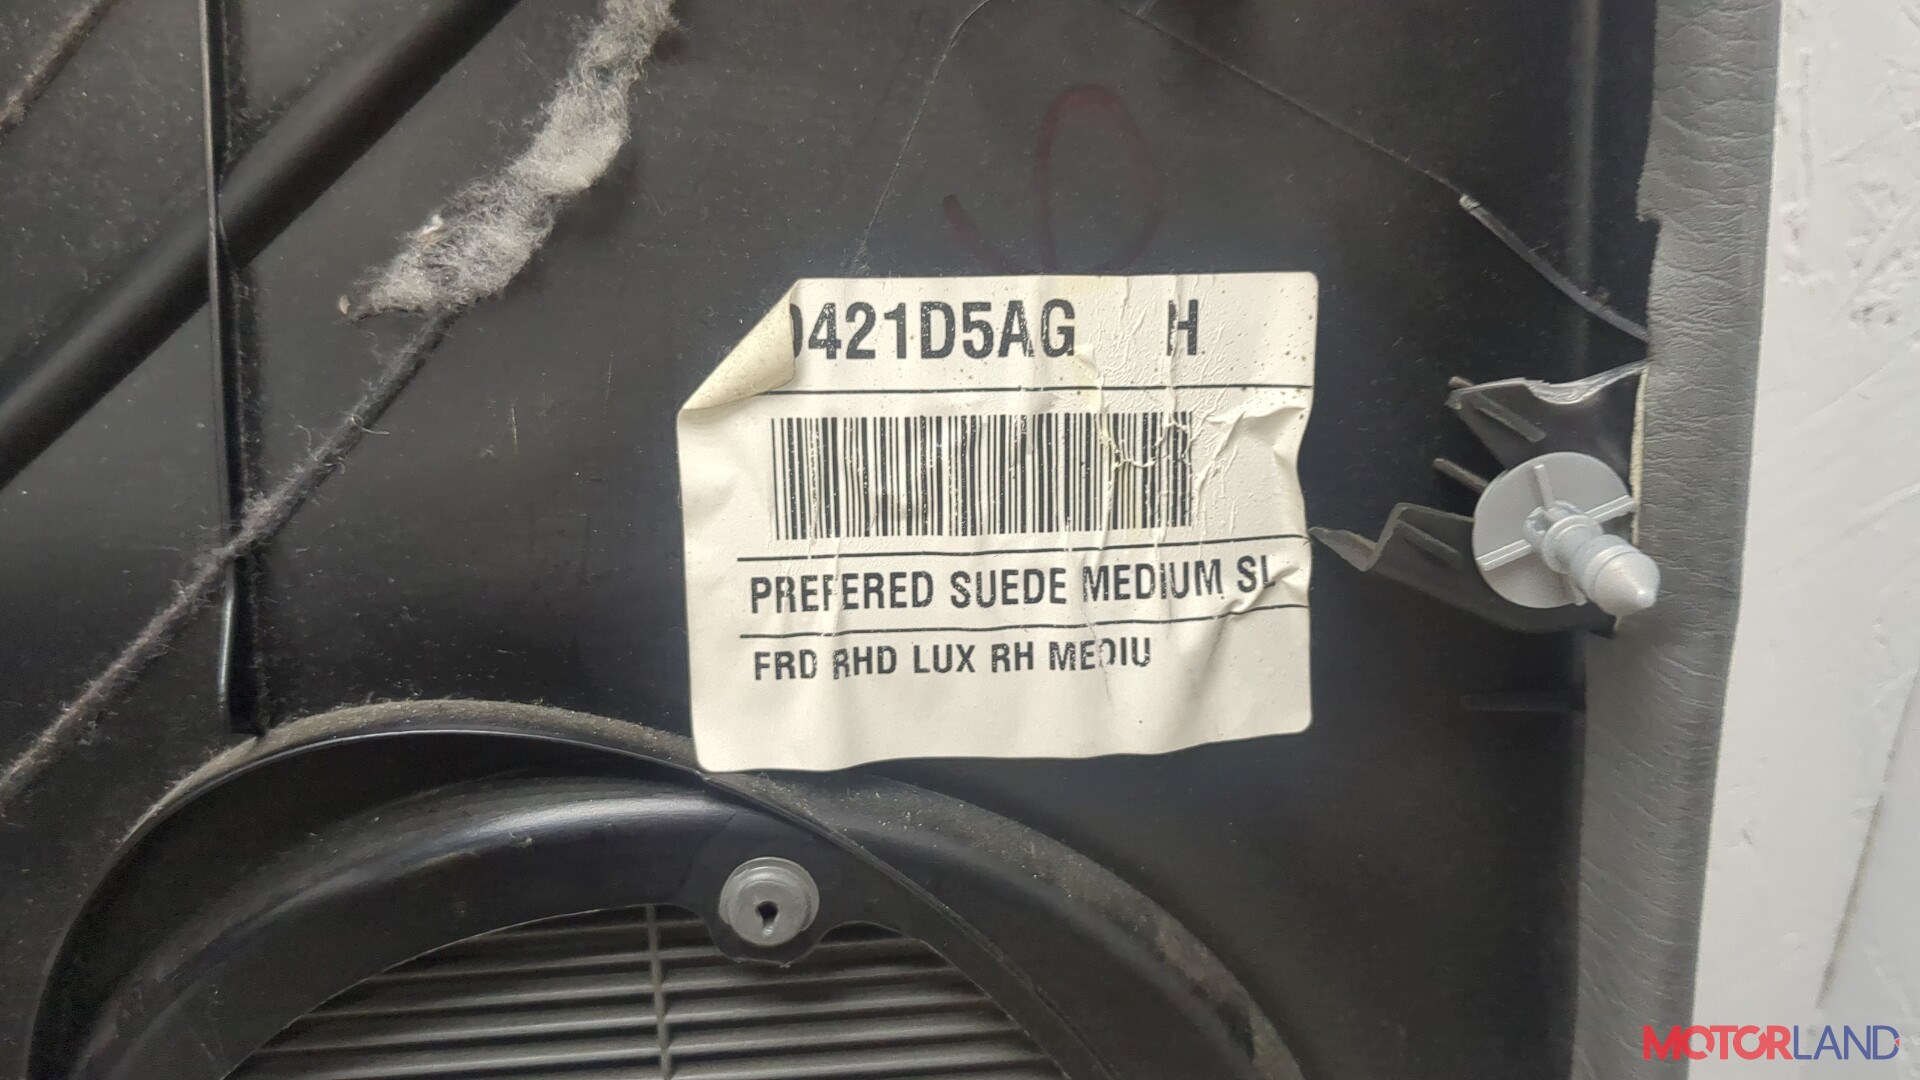 0421D5AG H
PREFERED SUEDE MEDIUM SL
FRD RHD LUX RH MEDIU
MOTORLAND